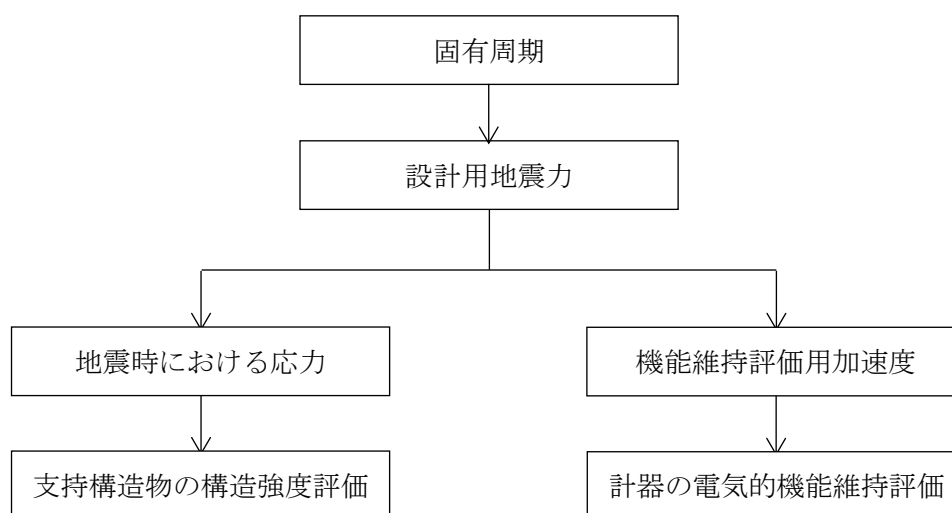 固有周期
設計用地震力
地震時における応力
機能維持評価用加速度
支持構造物の構造強度評価
計器の電気的機能維持評価